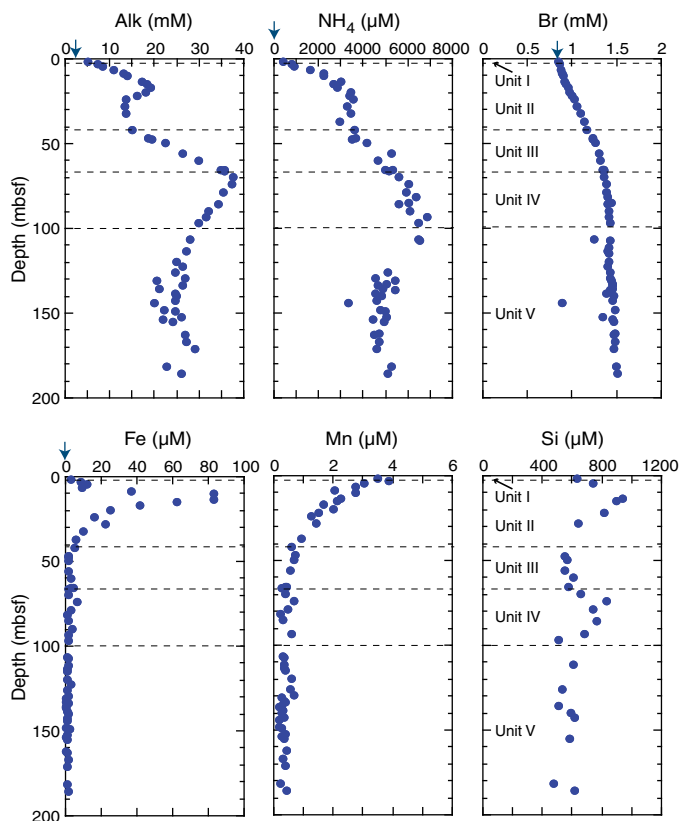 Alk (mM) NH4 (µM) Br (mM)
0 10 20 30 40 0 2000 4000 6000 8000 0 0.5 1 1.5 2
0
50
100
150
200
Depth (mbsf)
Unit I
Unit II
Unit III
Unit IV
Unit V
Fe (µM) Mn (µM) Si (µM)
0 20 40 60 80 100 0 2 4 6 400 800 1200
0
50
100
150
200
Depth (mbsf)
Unit I
Unit II
Unit III
Unit IV
Unit V